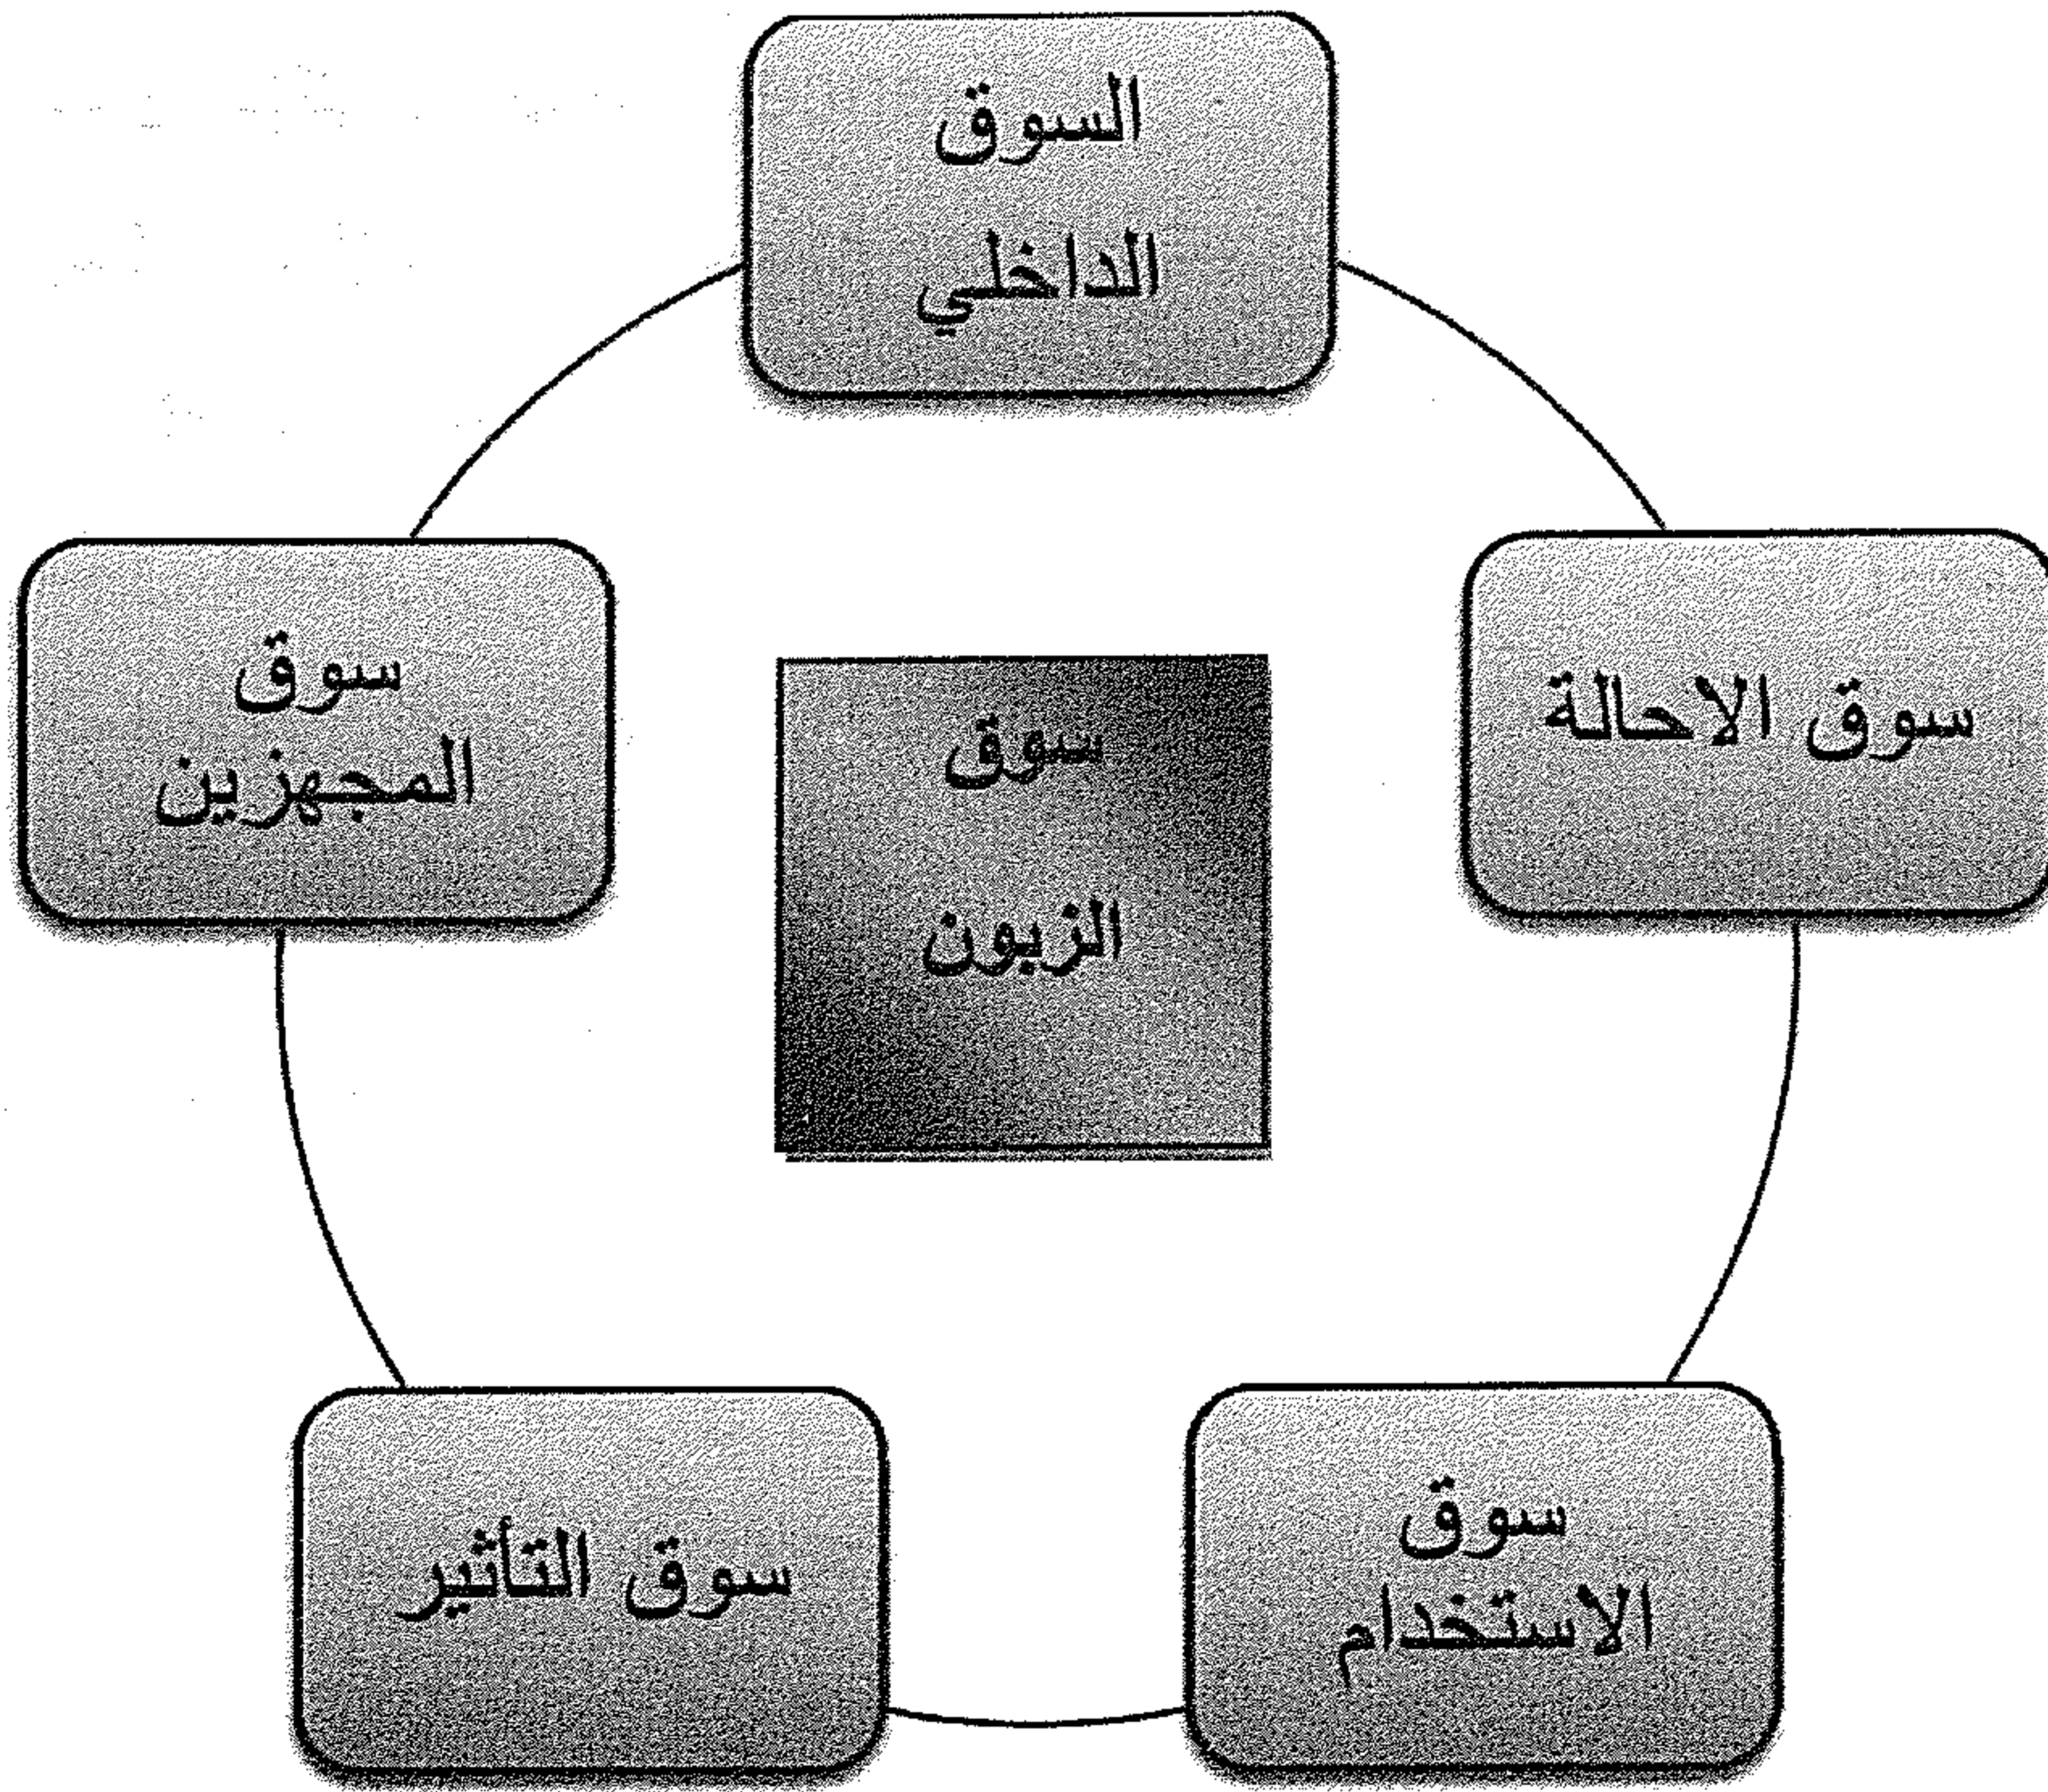 السوق
الداخلي
سوق الاحالة
سوق
المجهزين
سوق
الزبون
سوق
الاستخدام
سوق التأثير